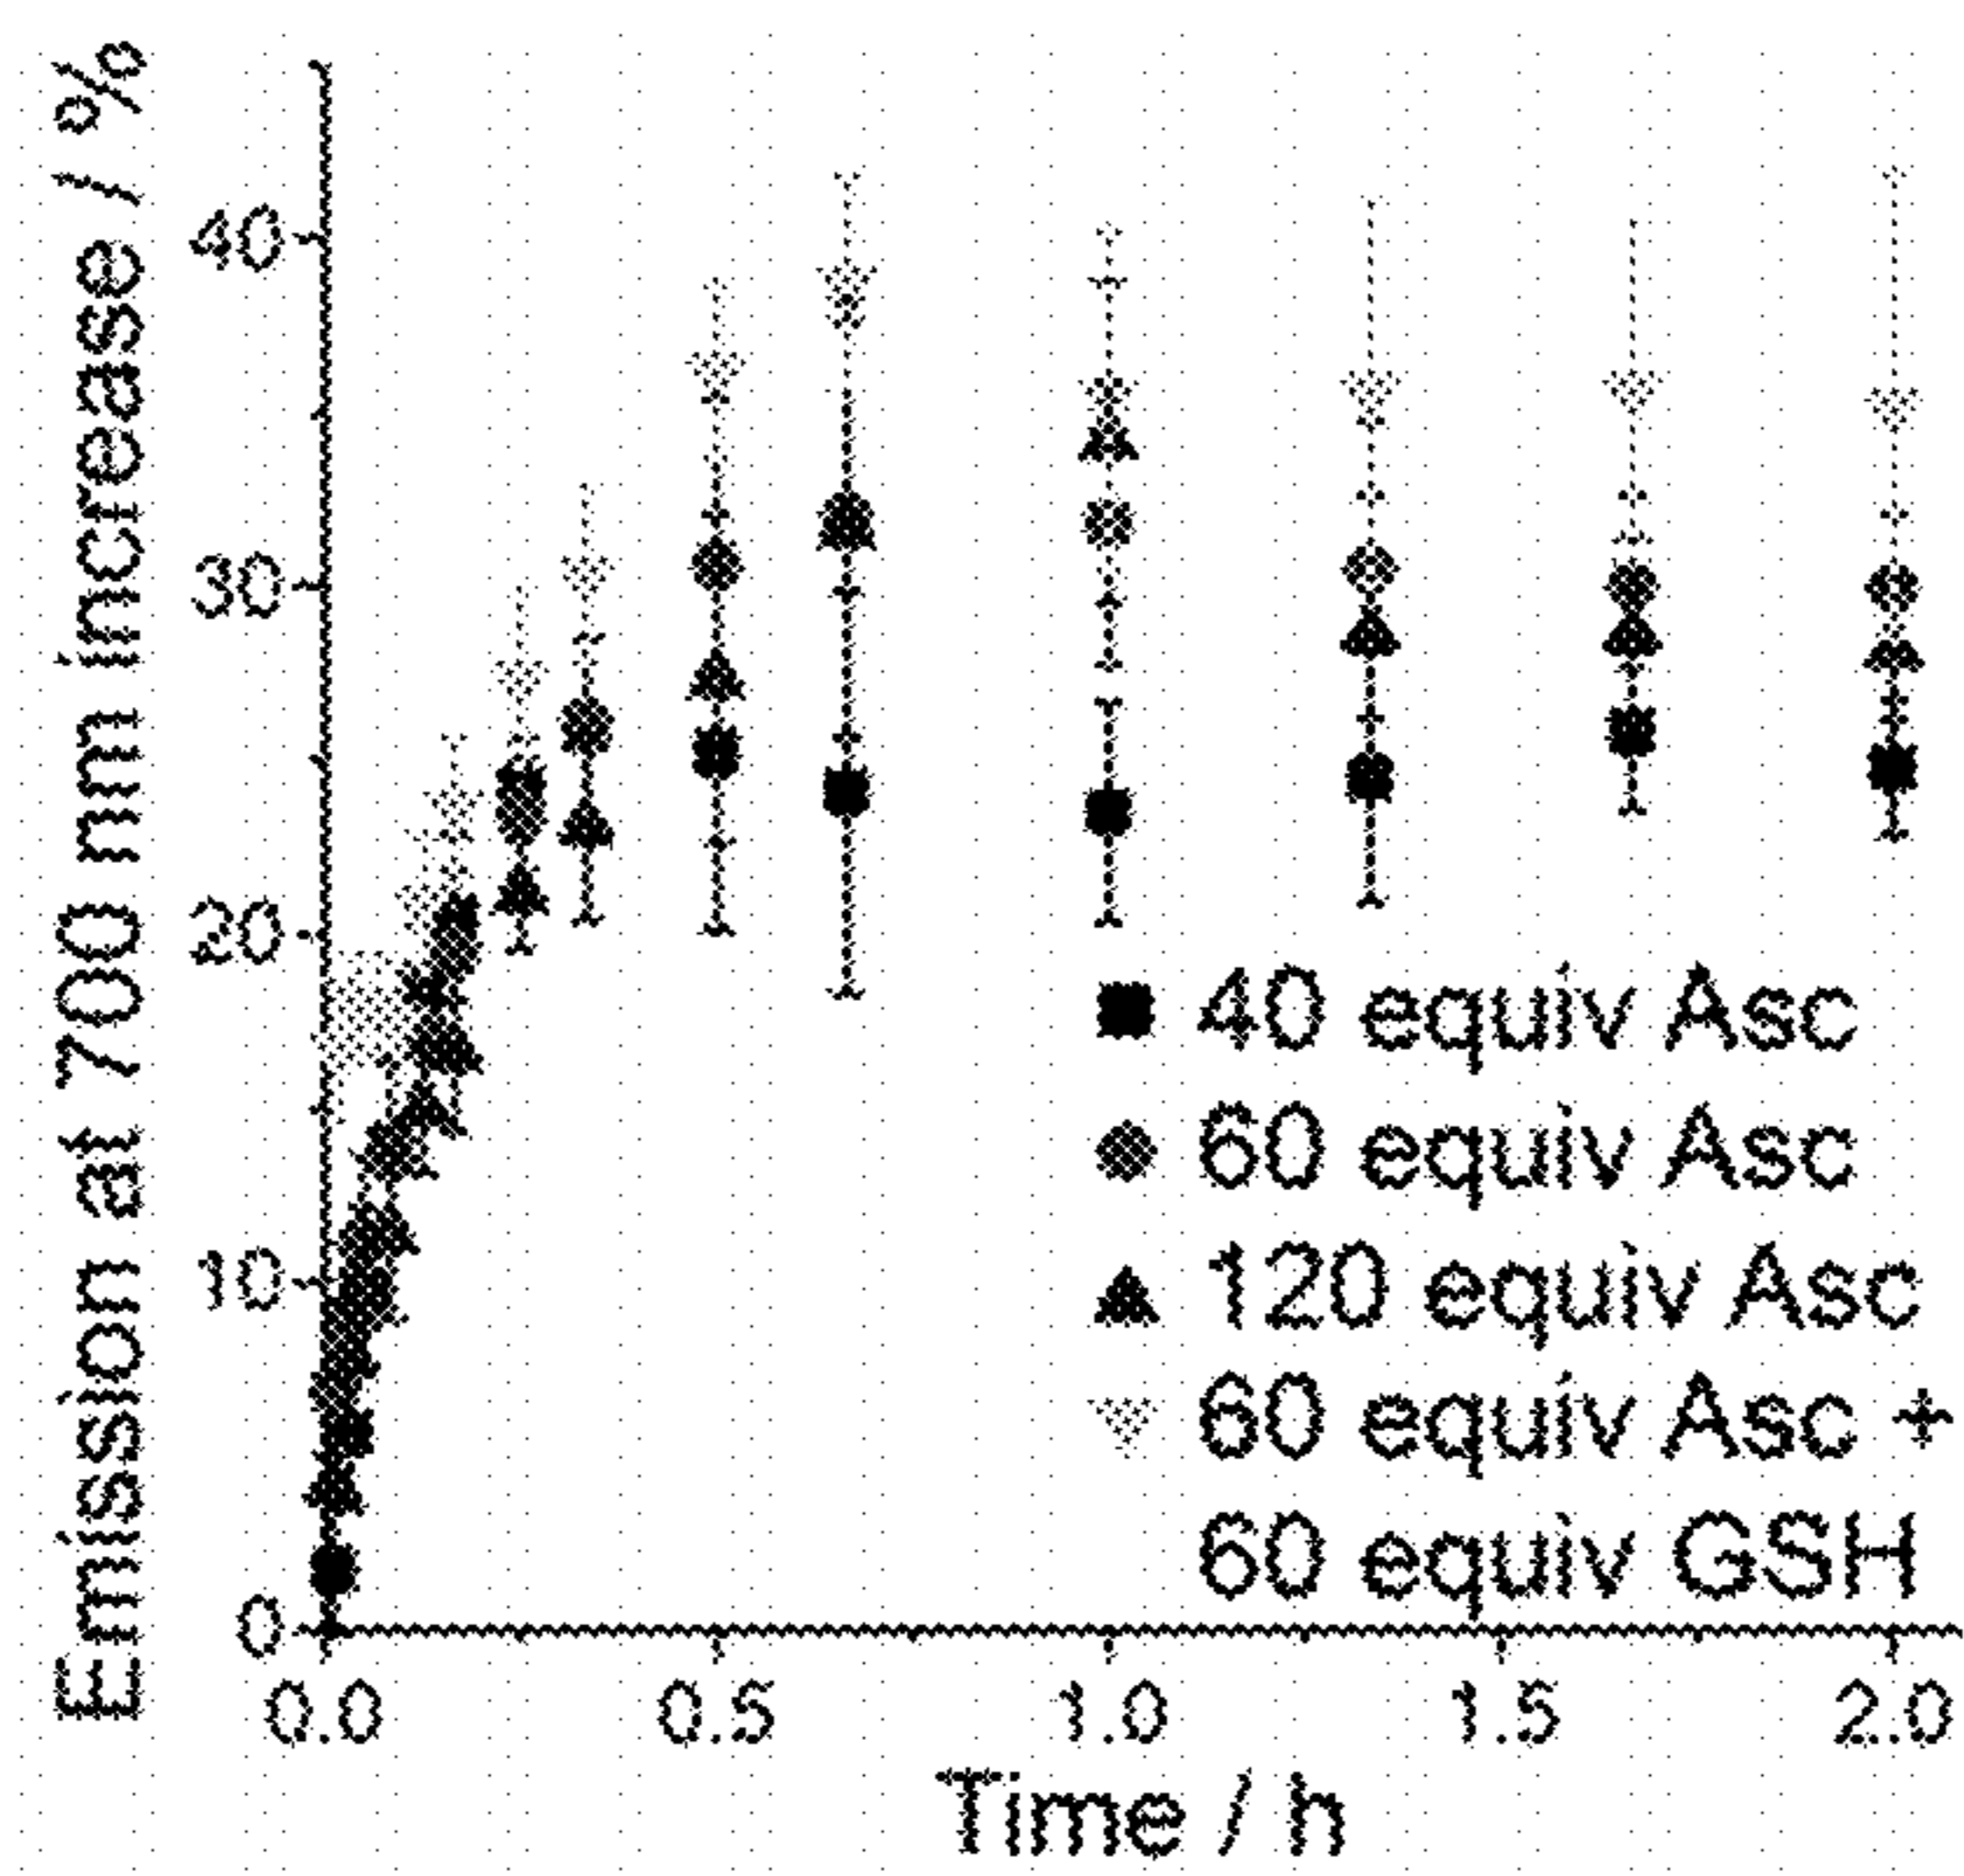 Emission at 700 nm increase / %
40
30
20
10
0
0.0 0.5 1.0 1.5 2.0
Time / h
40 equiv Asc
60 equiv Asc
120 equiv Asc
60 equiv Asc +
60 equiv GSH